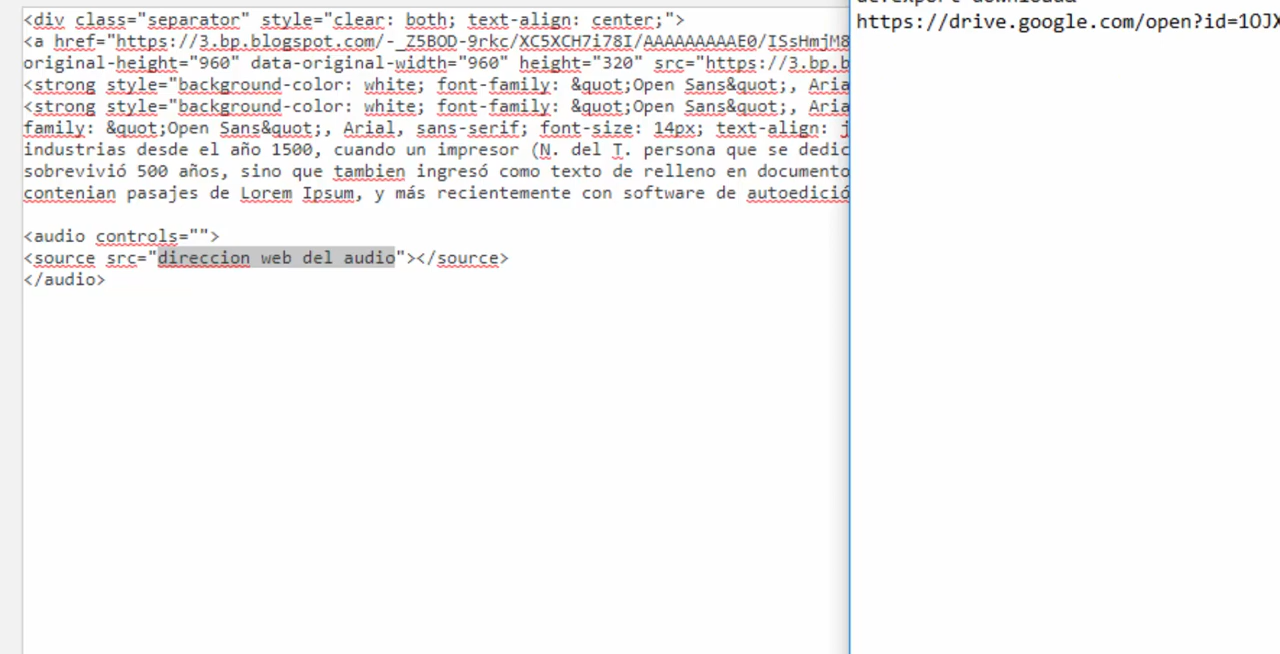 <div class="separator" style="clear: both; text-align: center;">
<a href="https://3.bp.blogspot.com/-_Z5BOD-9rkc/XC5XCH7i78I/AAAAAAAAAE0/ISsHmjM8
original-height="960" data-original-width="960" height="320" src="https://3.bp.b
<strong style="background-color: white; font-family: &quot;Open Sans&quot;, Aria
<strong style="background-color: white; font-family: &quot;Open Sans&quot;, Aria
family: &quot;Open Sans&quot;, Arial, sans-serif; font-size: 14px; text-align: j
industrias desde el año 1500, cuando un impresor (N. del T. persona que se dedic
sobrevivió 500 años, sino que tambien ingresó como texto de relleno en documento
contenian pasajes de Lorem Ipsum, y más recientemente con software de autoedició
<audio controls="">
<source src="direccion web del audio"></source>
</audio>
https://drive.google.com/open?id=1OJX